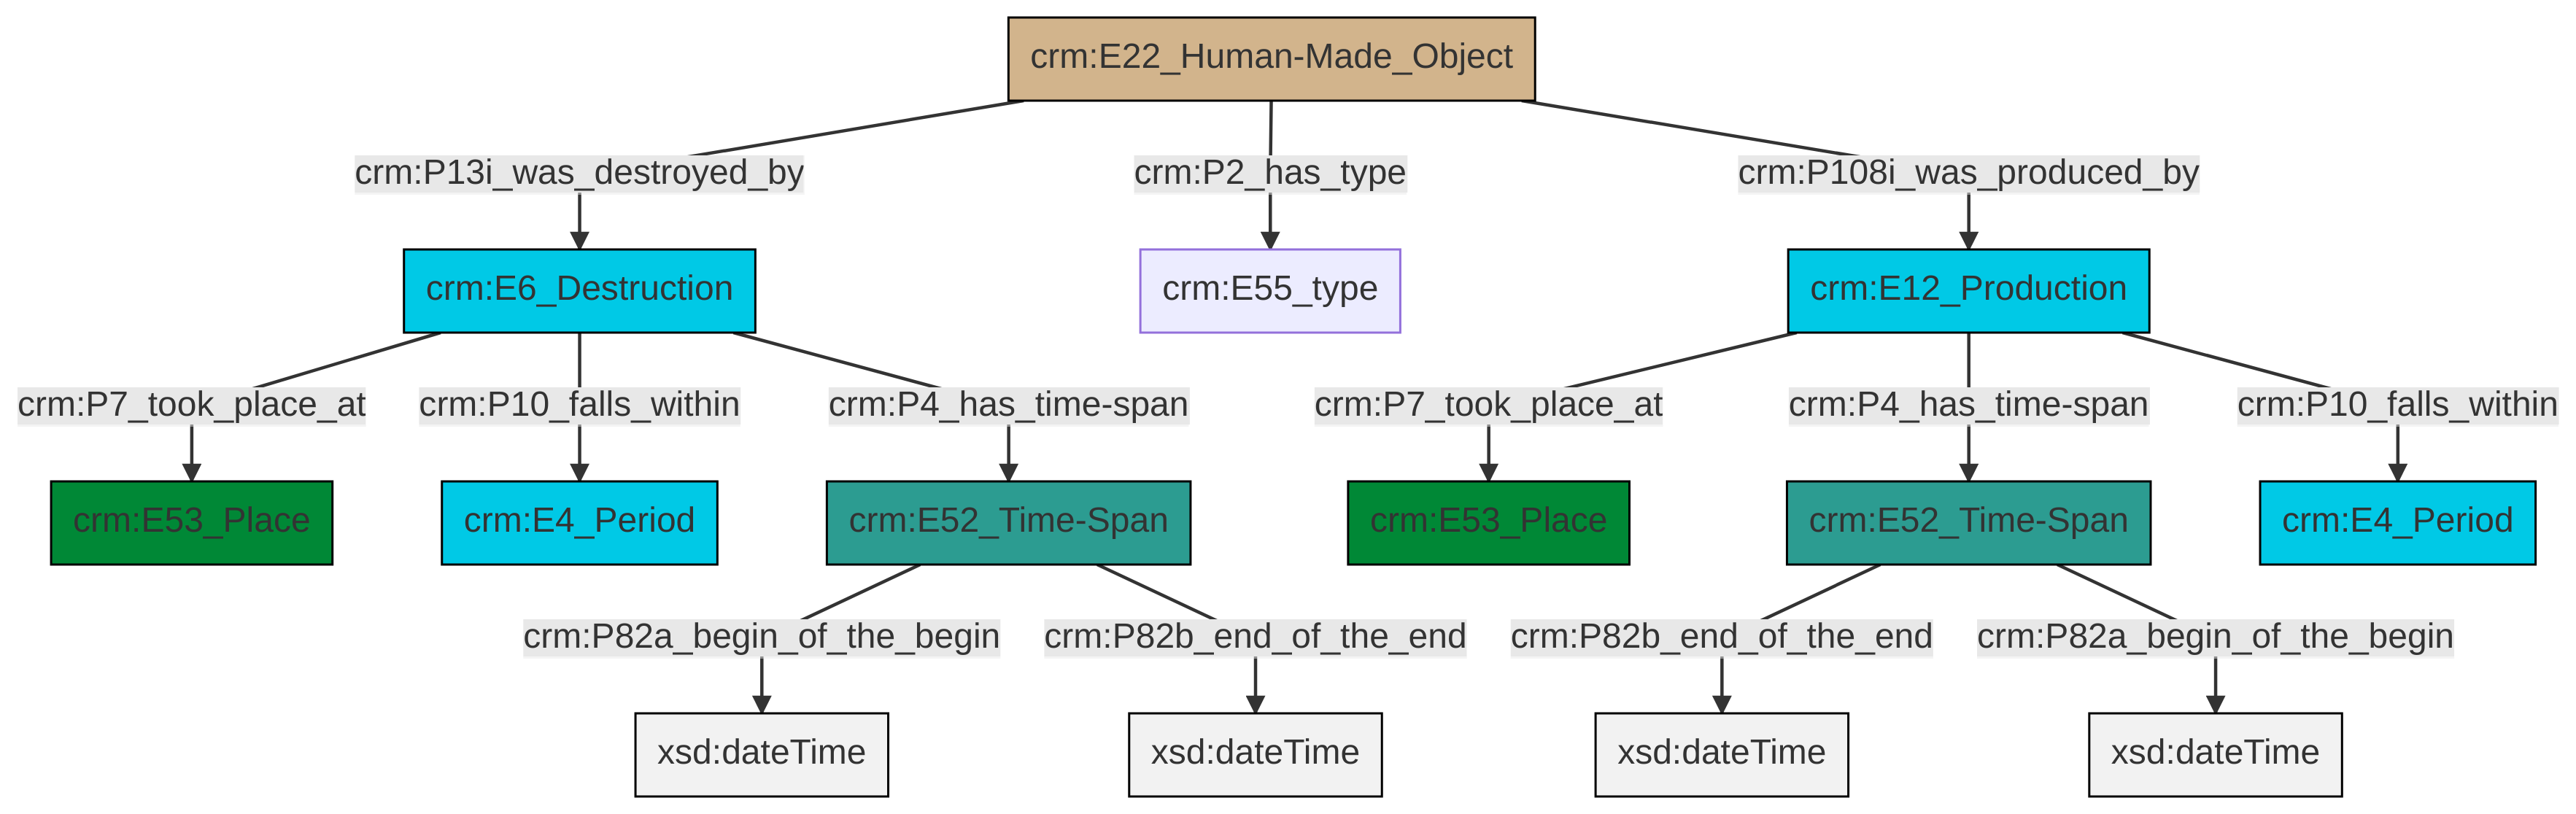 crm:E22_Human-Made_Object
crm:P13i_was_destroyed_by
crm:P2_has_type
crm:P108i_was_produced_by
crm:E6_Destruction
crm:E55_type
crm:E12_Production
crm:P7_took_place_at
crm:P10_falls_within
crm:P4_has_time-span
crm:P7_took_place_at
crm:P4_has_time-span
crm:P10_falls_within
crm:E53_Place
crm:E4_Period
crm:E52_Time-Span
crm:E53_Place
crm:E52_Time-Span
crm:E4_Period
crm:P82a_begin_of_the_begin
crm:P82b_end_of_the_end
crm:P82b_end_of_the_end
crm:P82a_begin_of_the_begin
xsd:dateTime
xsd:dateTime
xsd:dateTime
xsd:dateTime